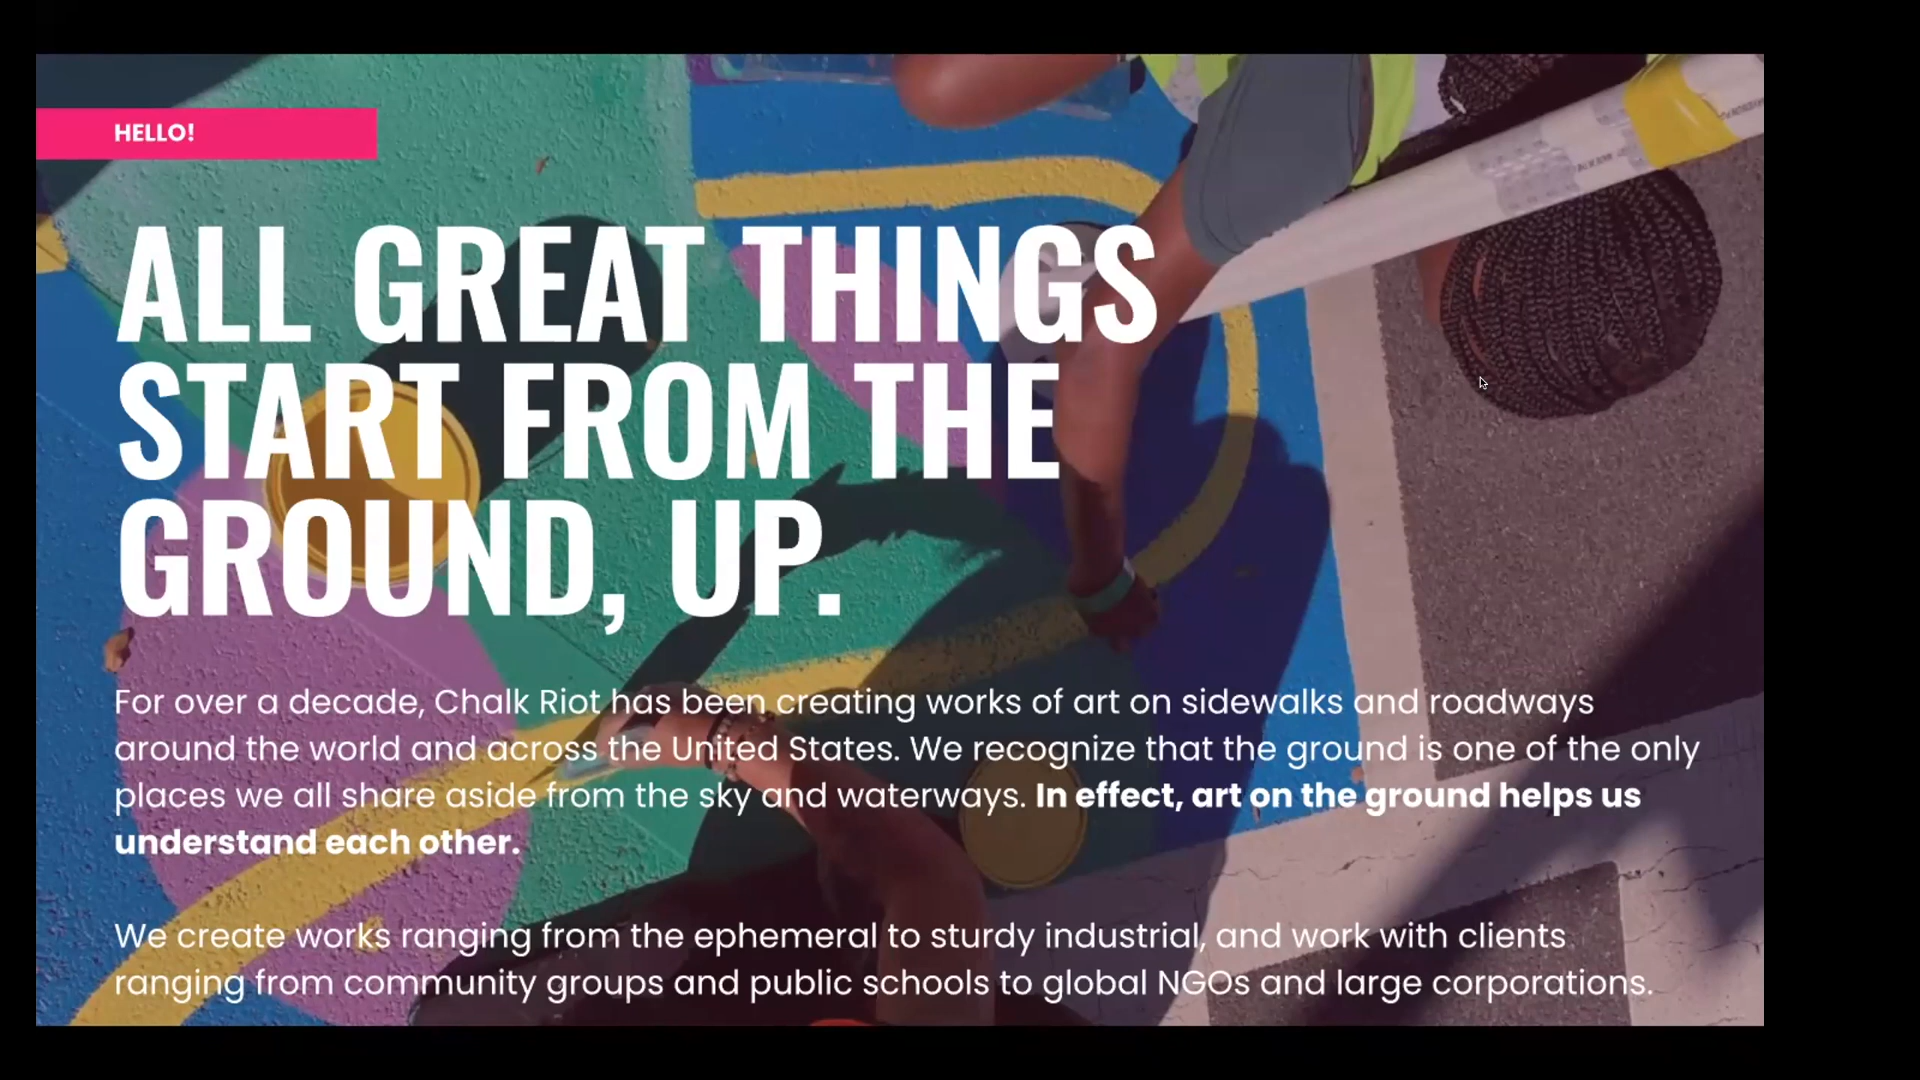 HELLO!
ALL GREAT THINGS
START FROM THE
GROUND, UP.
For over a decade, Chalk Riot has been creating works of art on sidewalks and roadways
around the world and across the United States. We recognize that the ground is one of the only
places we all share aside from the sky and waterways. In effect, art on the ground helps us
understand each other.
We create works ranging from the ephemeral to sturdy industrial, and work with clients
ranging from community groups and public schools to global NGOs and large corporations.